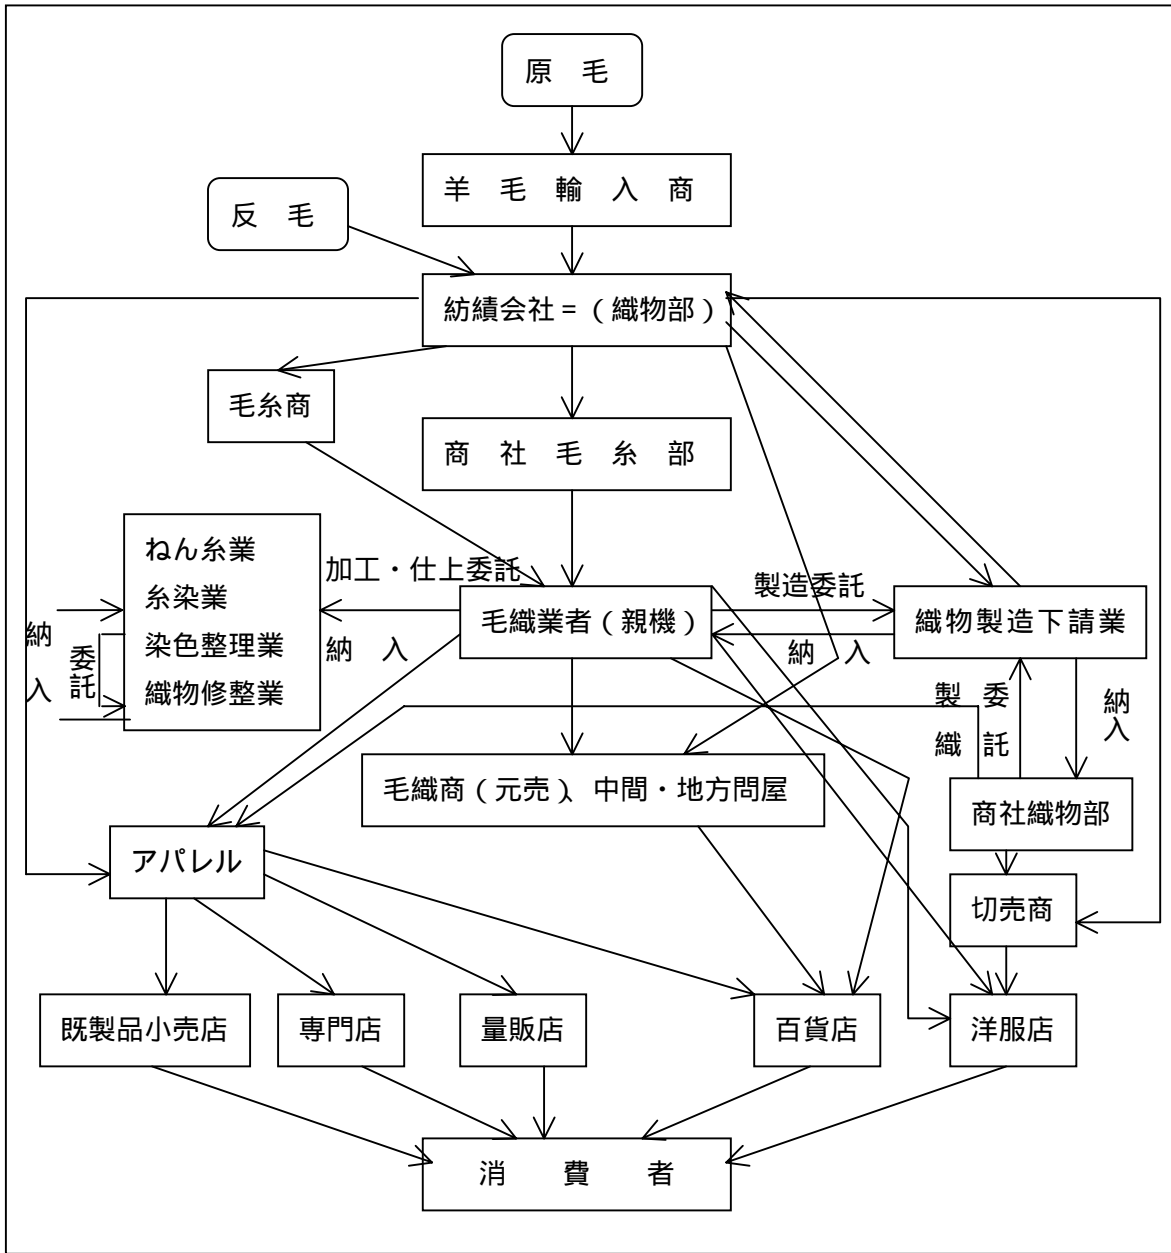 原　毛
羊　毛　輸　入　商
反　毛
紡績会社＝（織物部）
毛糸商
商　社　毛　糸　部
ねん糸業
糸染業
染色整理業
織物修整業
加工・仕上委託
納　入
納
入
委
託
毛織業者（親機）
製造委託
納　入
織物製造下請業
製　委
織　託
納
入
毛織商（元売）、中間・地方問屋
商社織物部
アパレル
切売商
既製品小売店
専門店
量販店
百貨店
洋服店
消　費　者